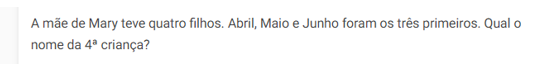 A mãe de Mary teve quatro filhos. Abril, Maio e Junho foram os três primeiros. Qual o
nome da 4ª criança?